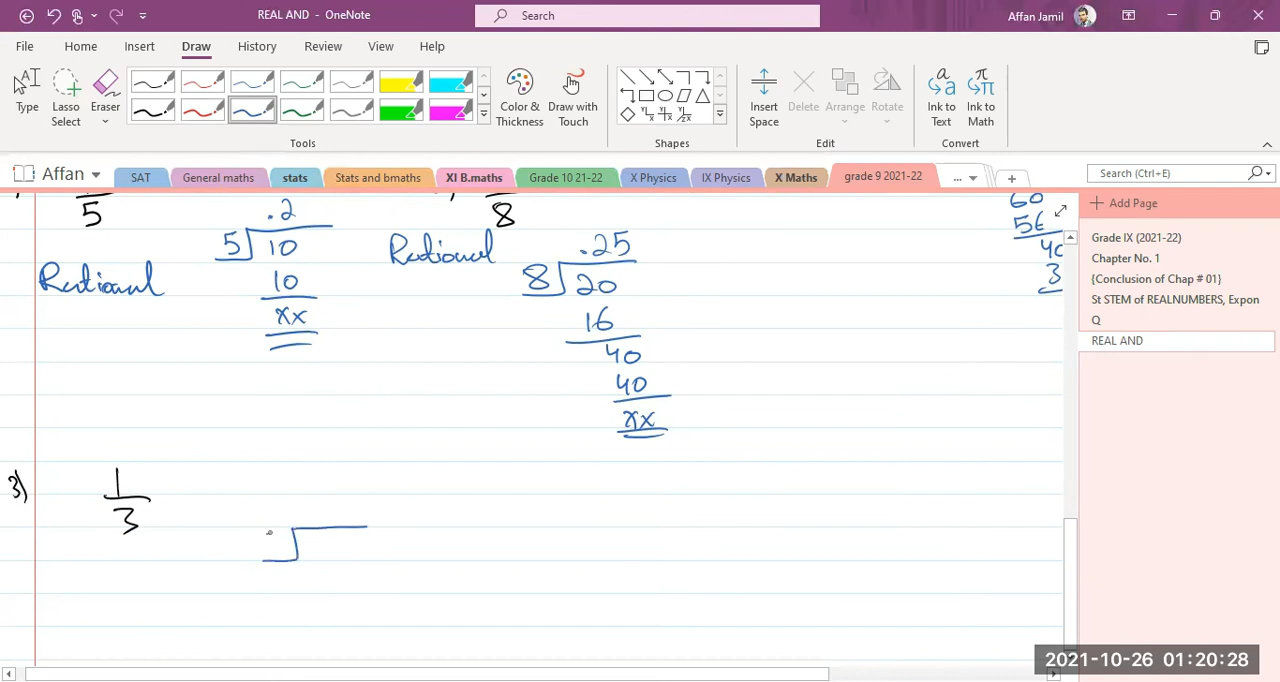 REAL AND - OneNote
Search
Affan Jamil
File Home Insert Draw History Review View Help
Type
Lasso Select
Eraser
Color & Thickness
Draw with Touch
Insert Space
Delete
Arrange
Rotate
Ink to Text
Ink to Math
Tools
Shapes
Edit
Convert
Affan
SAT
General maths
stats
Stats and bmaths
XI B.maths
Grade 10 21-22
X Physics
IX Physics
X Maths
grade 9 2021-22
...
Search (Ctrl+E)
Add Page
Grade IX (2021-22)
Chapter No. 1
{Conclusion of Chap # 01}
St STEM of REALNUMBERS, Expon
Q
REAL AND
5
Rational
.2
5 10
10
xx
8
Rational
.25
8 20
16
40
40
xx
60
56
40
3
3)
1
3
2021-10-26 01:20:28